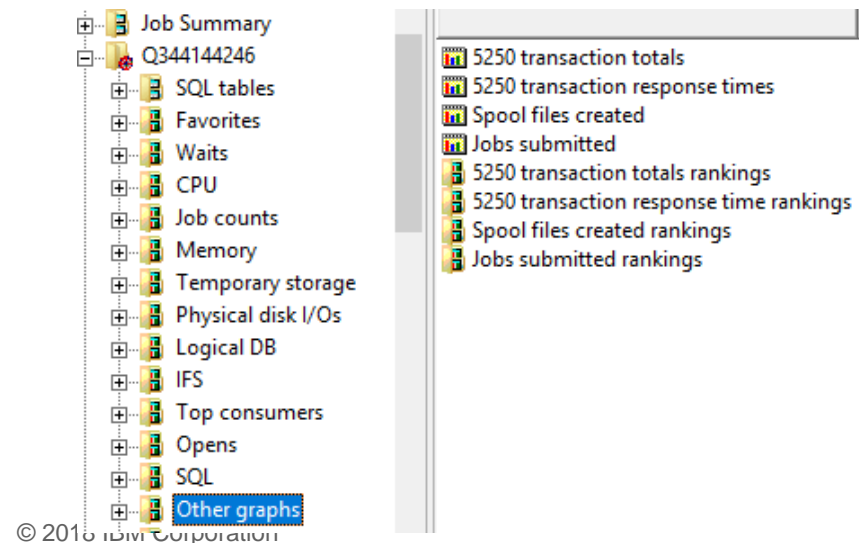 Job Summary
Q344144246
SQL tables
Favorites
Waits
CPU
Job counts
Memory
Temporary storage
Physical disk I/Os
Logical DB
IFS
Top consumers
Opens
SQL
Other graphs
5250 transaction totals
5250 transaction response times
Spool files created
Jobs submitted
5250 transaction totals rankings
5250 transaction response time rankings
Spool files created rankings
Jobs submitted rankings
© 2018 IBM Corporation